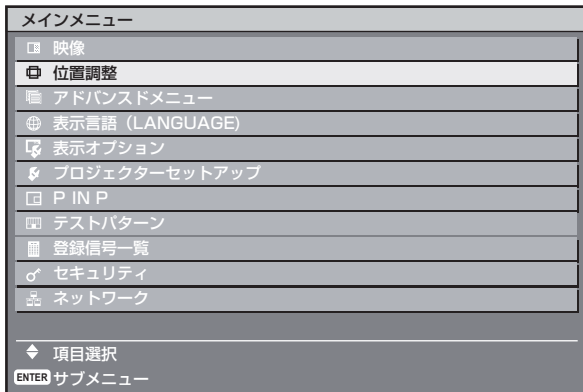 メインメニュー
映像
位置調整
アドバンスドメニュー
表示言語（LANGUAGE)
表示オプション
プロジェクターセットアップ
P IN P
テストパターン
登録信号一覧
セキュリティ
ネットワーク
項目選択
ENTER サブメニュー